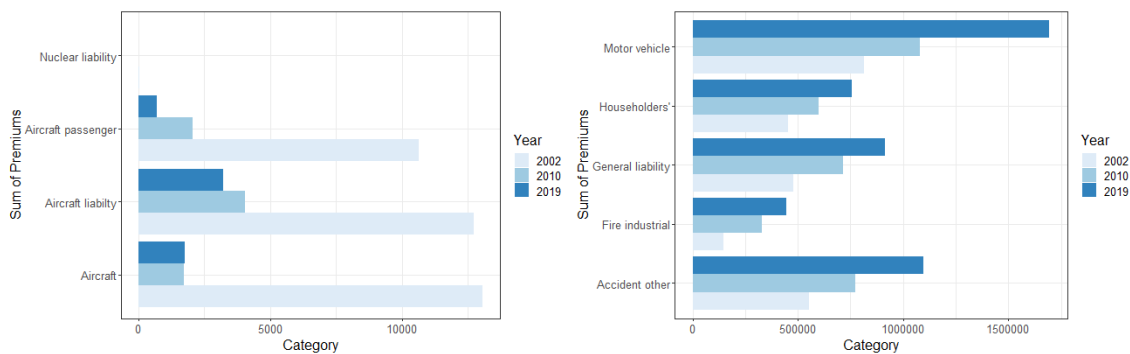 Sum of Premiums
Nuclear liability
Aircraft passenger
Aircraft liabilty
Aircraft
0
5000
10000
Category
Year
2002
2010
2019
Sum of Premiums
Motor vehicle
Householders'
General liability
Fire industrial
Accident other
0
500000
1000000
1500000
Category
Year
2002
2010
2019